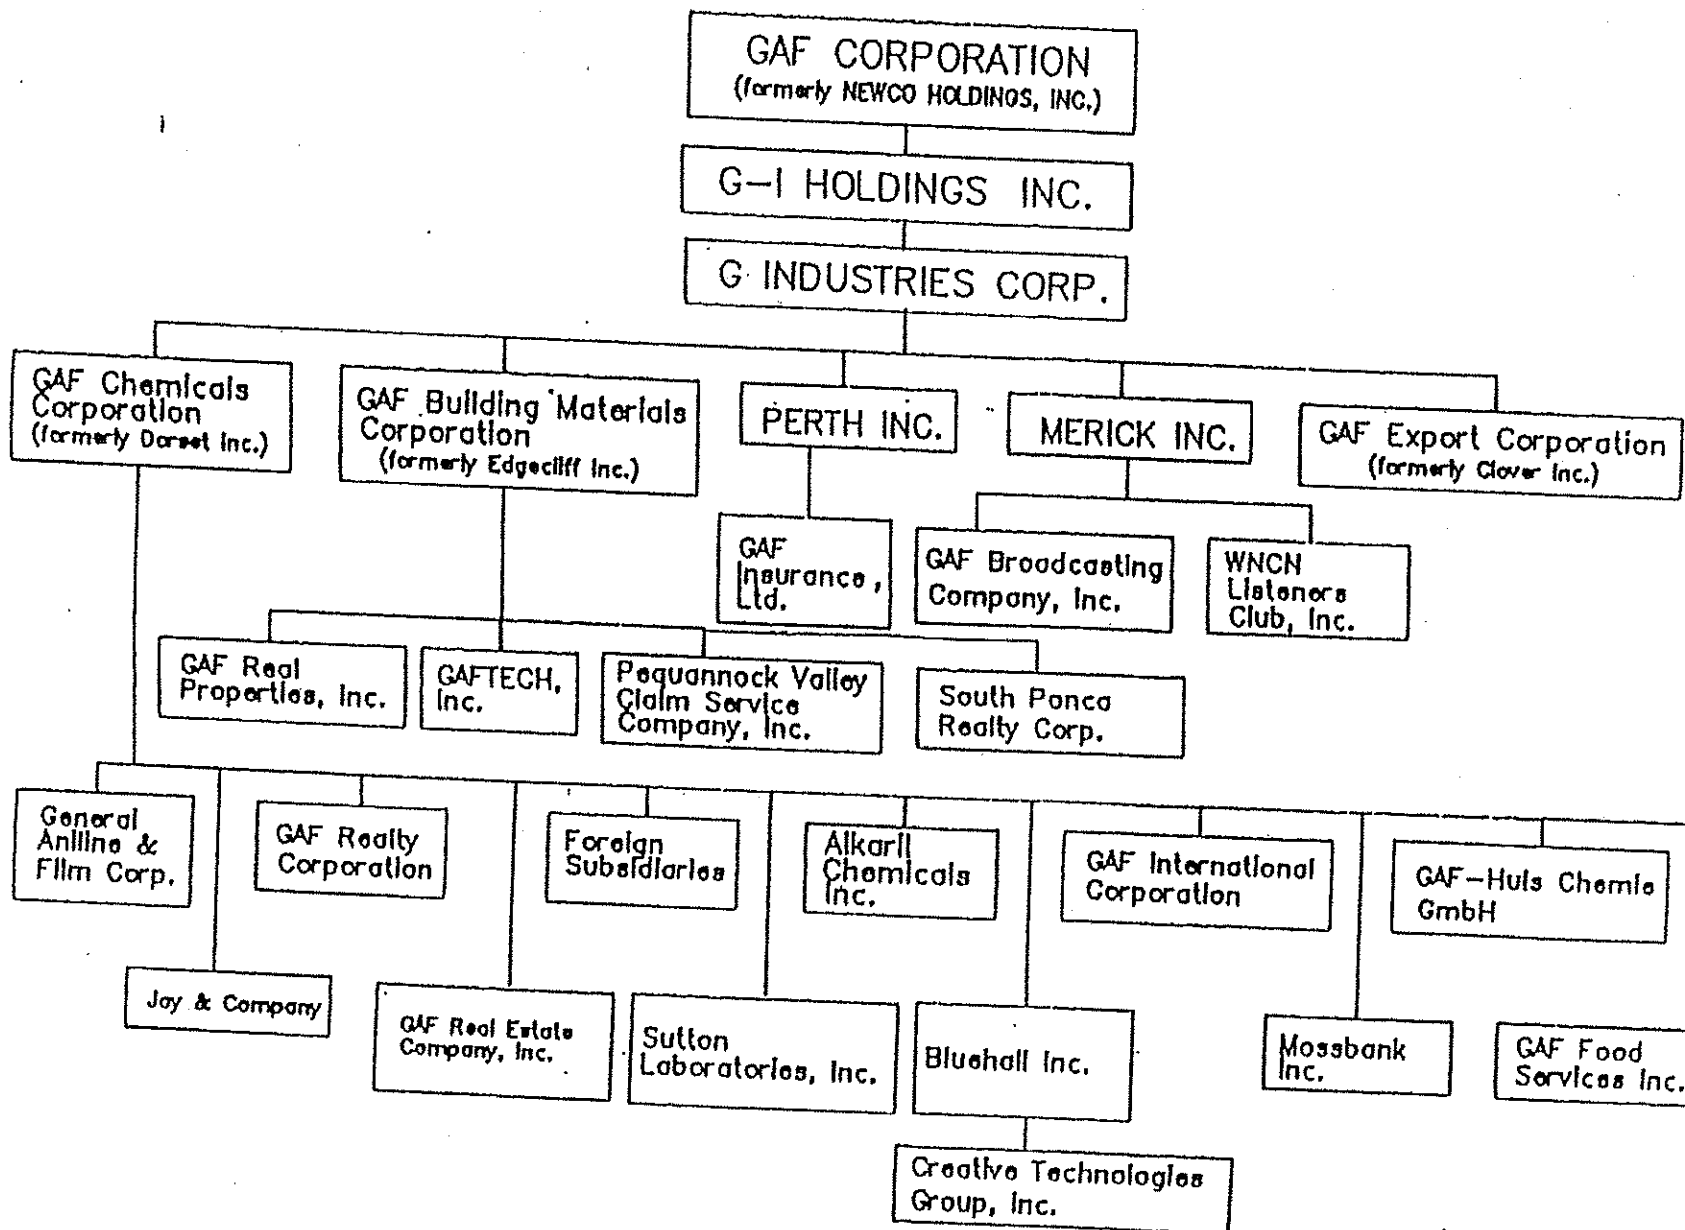 GAF CORPORATION
(formerly NEWCO HOLDINGS, INC.)
G-I HOLDINGS INC.
G INDUSTRIES CORP.
GAF Chemicals
Corporation
(formerly Dorset Inc.)
GAF Building Materials
Corporation
(formerly Edgecliff Inc.)
PERTH INC.
MERICK INC.
GAF Export Corporation
(formerly Clover Inc.)
GAF
Insurance,
Ltd.
GAF Broadcasting
Company, Inc.
WNCN
Listeners
Club, Inc.
GAF Real
Properties, Inc.
GAFTECH,
Inc.
Pequannock Valley
Claim Service
Company, Inc.
South Ponca
Realty Corp.
General
Aniline &
Film Corp.
GAF Realty
Corporation
Foreign
Subsidiaries
Alkaril
Chemicals
Inc.
GAF International
Corporation
GAF-Huls Chemie
GmbH
Jay & Company
GAF Real Estate
Company, Inc.
Sutton
Laboratories, Inc.
Bluehall Inc.
Mossbank
Inc.
GAF Food
Services Inc.
Creative Technologies
Group, Inc.